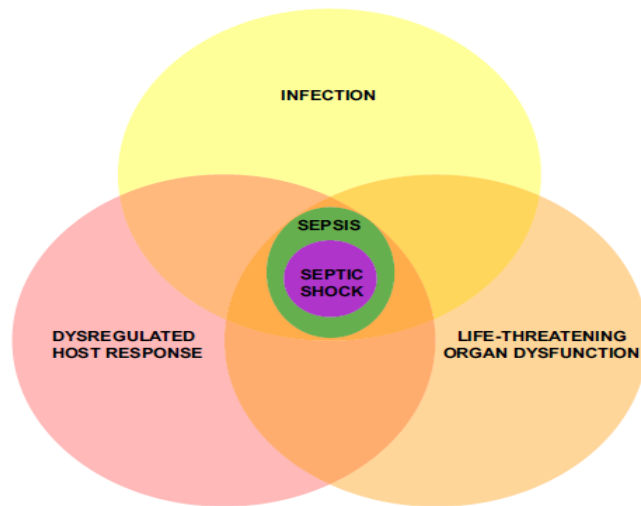 INFECTION
SEPSIS
SEPTIC
SHOCK
DYSREGULATED
HOST RESPONSE
LIFE-THREATENING
ORGAN DYSFUNCTION